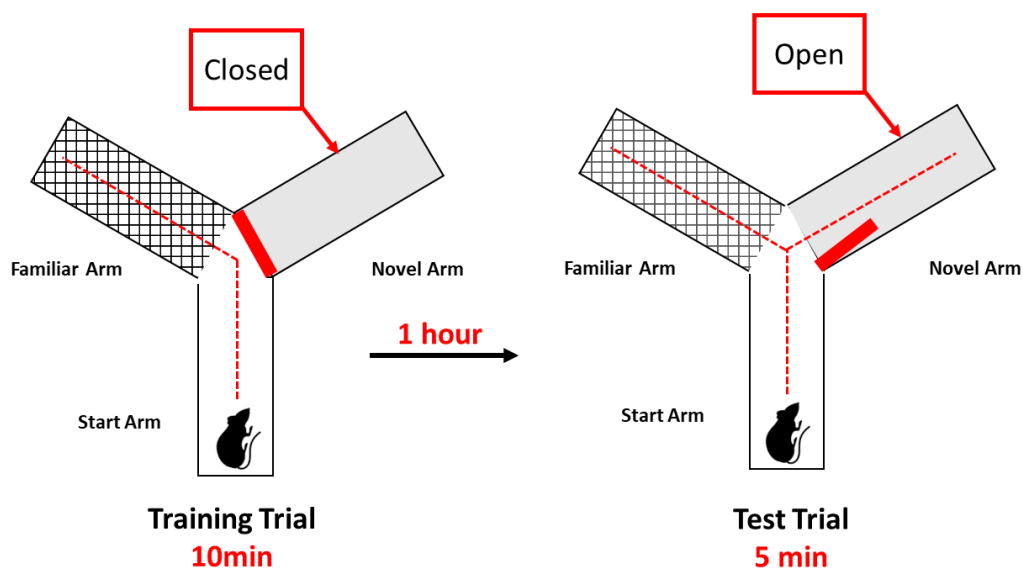 Closed
Familiar Arm
Novel Arm
Start Arm
Training Trial
10min
1 hour
Open
Familiar Arm
Novel Arm
Start Arm
Test Trial
5 min